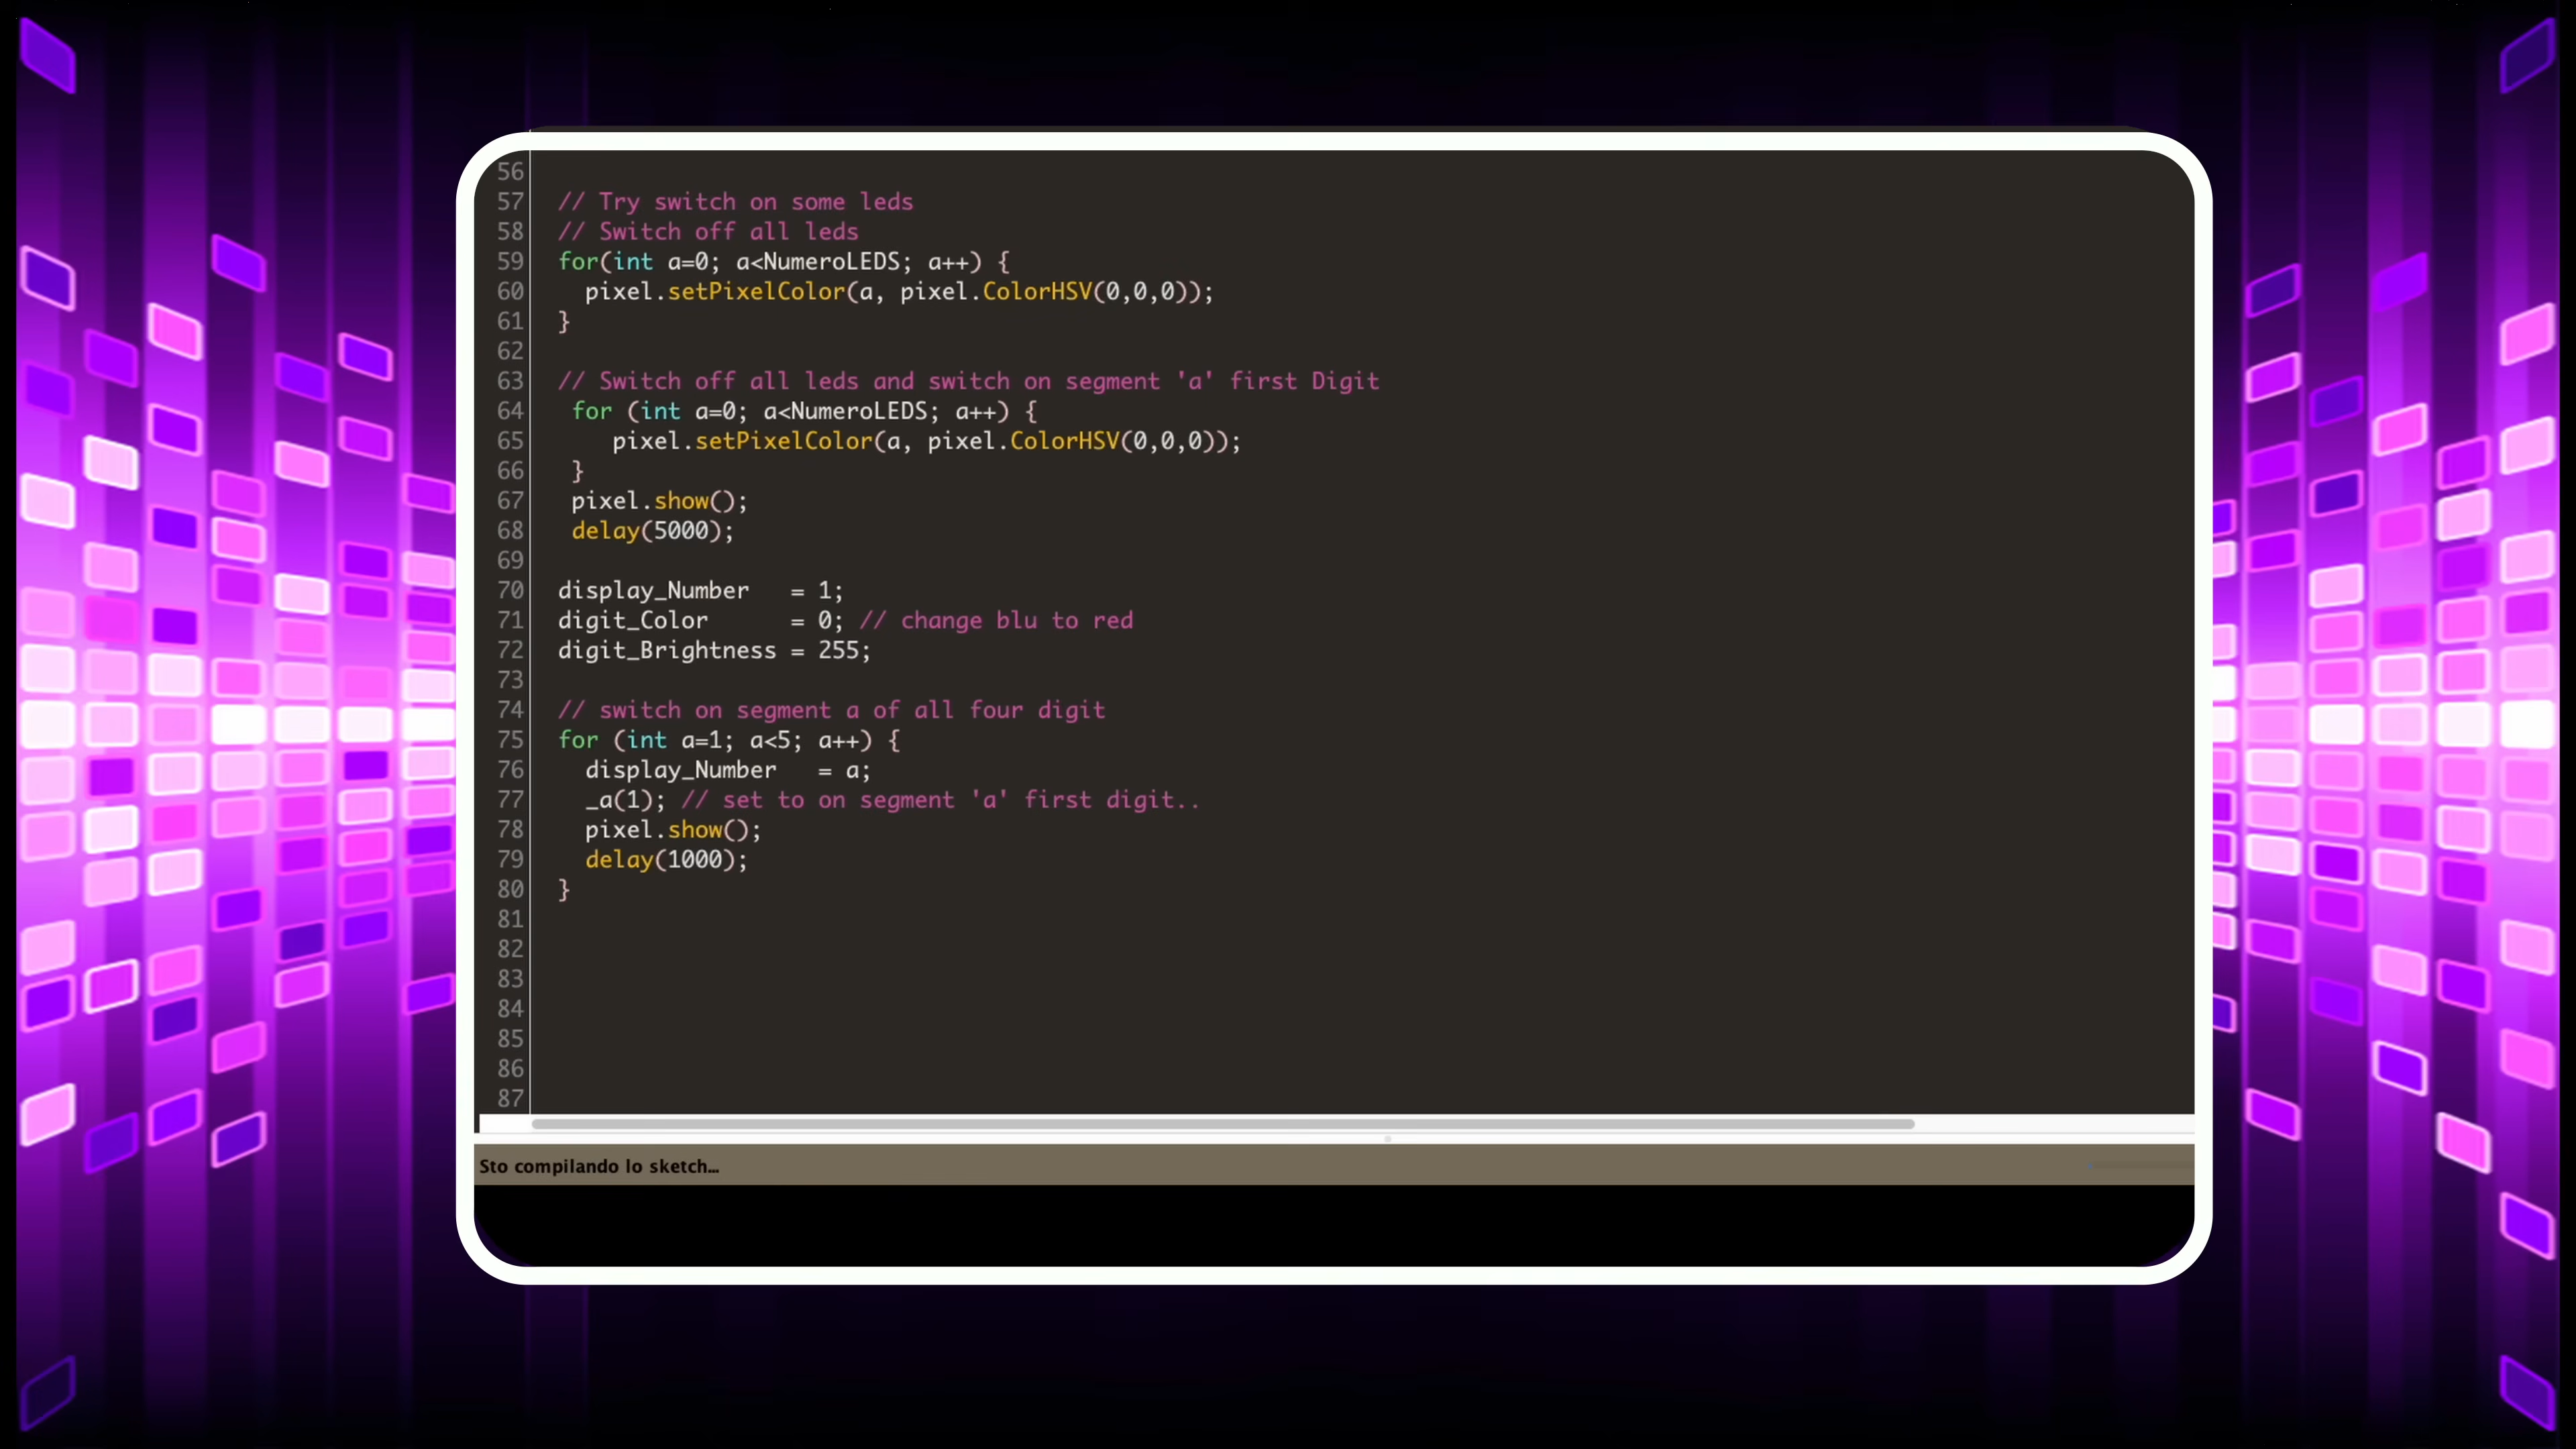 56
57 // Try switch on some leds
58 // Switch off all leds
59 for(int a=0; a<NumeroLEDS; a++) {
60 pixel.setPixelColor(a, pixel.ColorHSV(0,0,0));
61 }
62
63 // Switch off all leds and switch on segment 'a' first Digit
64 for (int a=0; a<NumeroLEDS; a++) {
65 pixel.setPixelColor(a, pixel.ColorHSV(0,0,0));
66 }
67 pixel.show();
68 delay(5000);
69
70 display_Number = 1;
71 digit_Color = 0; // change blu to red
72 digit_Brightness = 255;
73
74 // switch on segment a of all four digit
75 for (int a=1; a<5; a++) {
76 display_Number = a;
77 _a(1); // set to on segment 'a' first digit..
78 pixel.show();
79 delay(1000);
80 }
81
82
83
84
85
86
87
Sto compilando lo sketch...